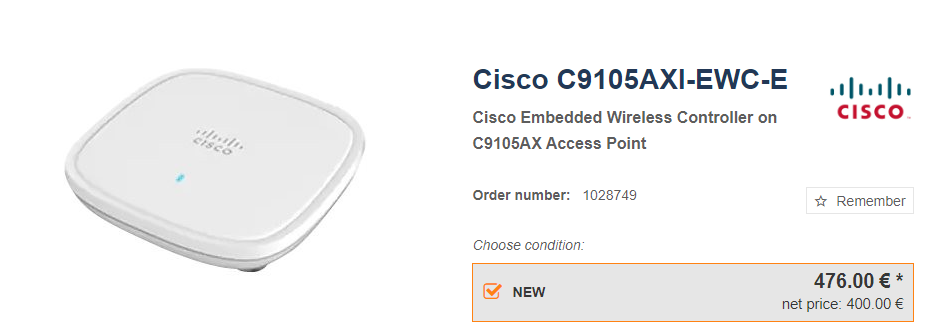 Cisco C9105AXI-EWC-E
Cisco Embedded Wireless Controller on
C9105AX Access Point
CISCO
CISCO
Order number: 1028749
Remember
Choose condition:
NEW
476.00 € *
net price: 400.00 €